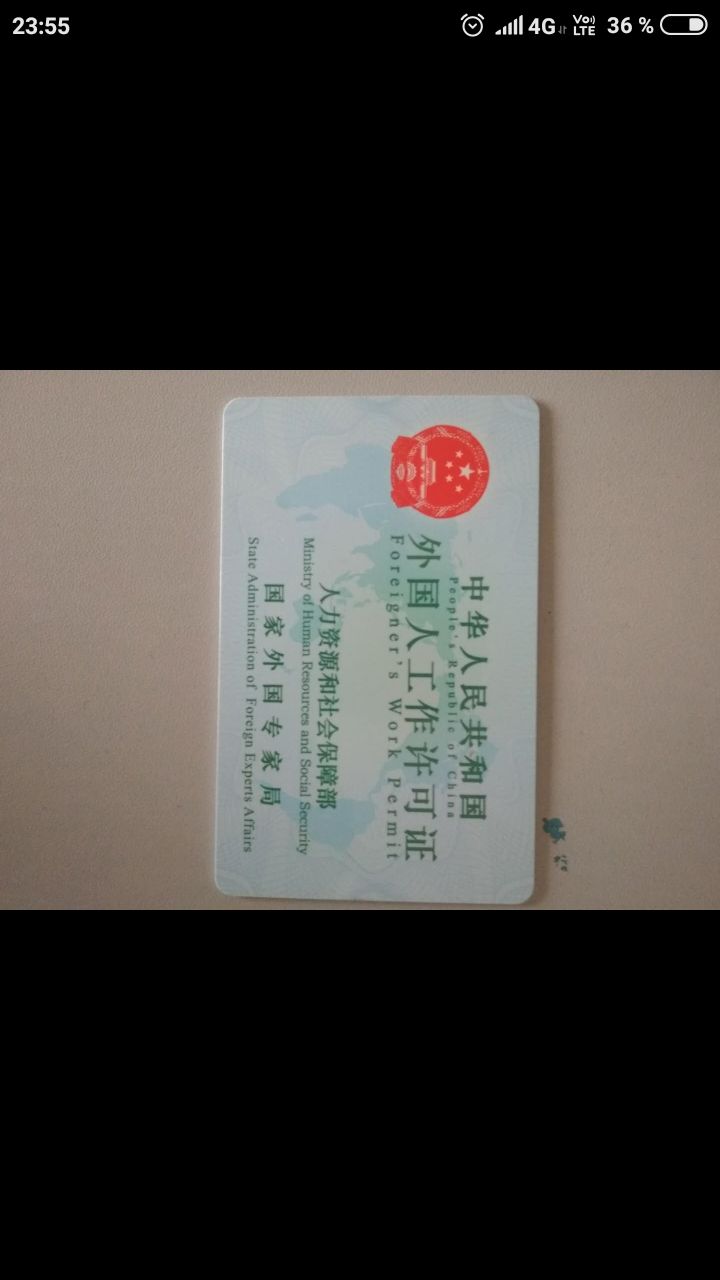 23:55
4G
Vo))
LTE
36 %
中华人民共和国
People's Republic of China
外国人工作许可证
Foreigner's Work Permit
人力资源和社会保障部
Ministry of Human Resources and Social Security
国家外国专家局
State Administration of Foreign Experts Affairs